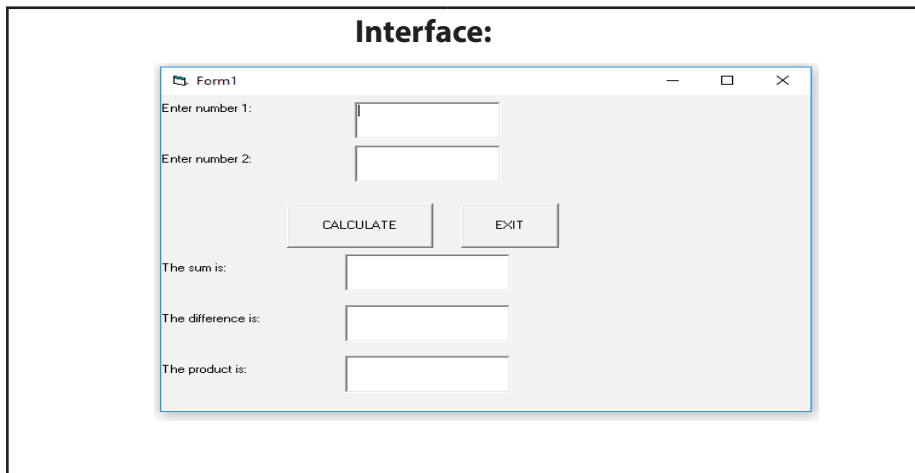 Interface:
Form1
Enter number 1:
Enter number 2:
CALCULATE EXIT
The sum is:
The difference is:
The product is: